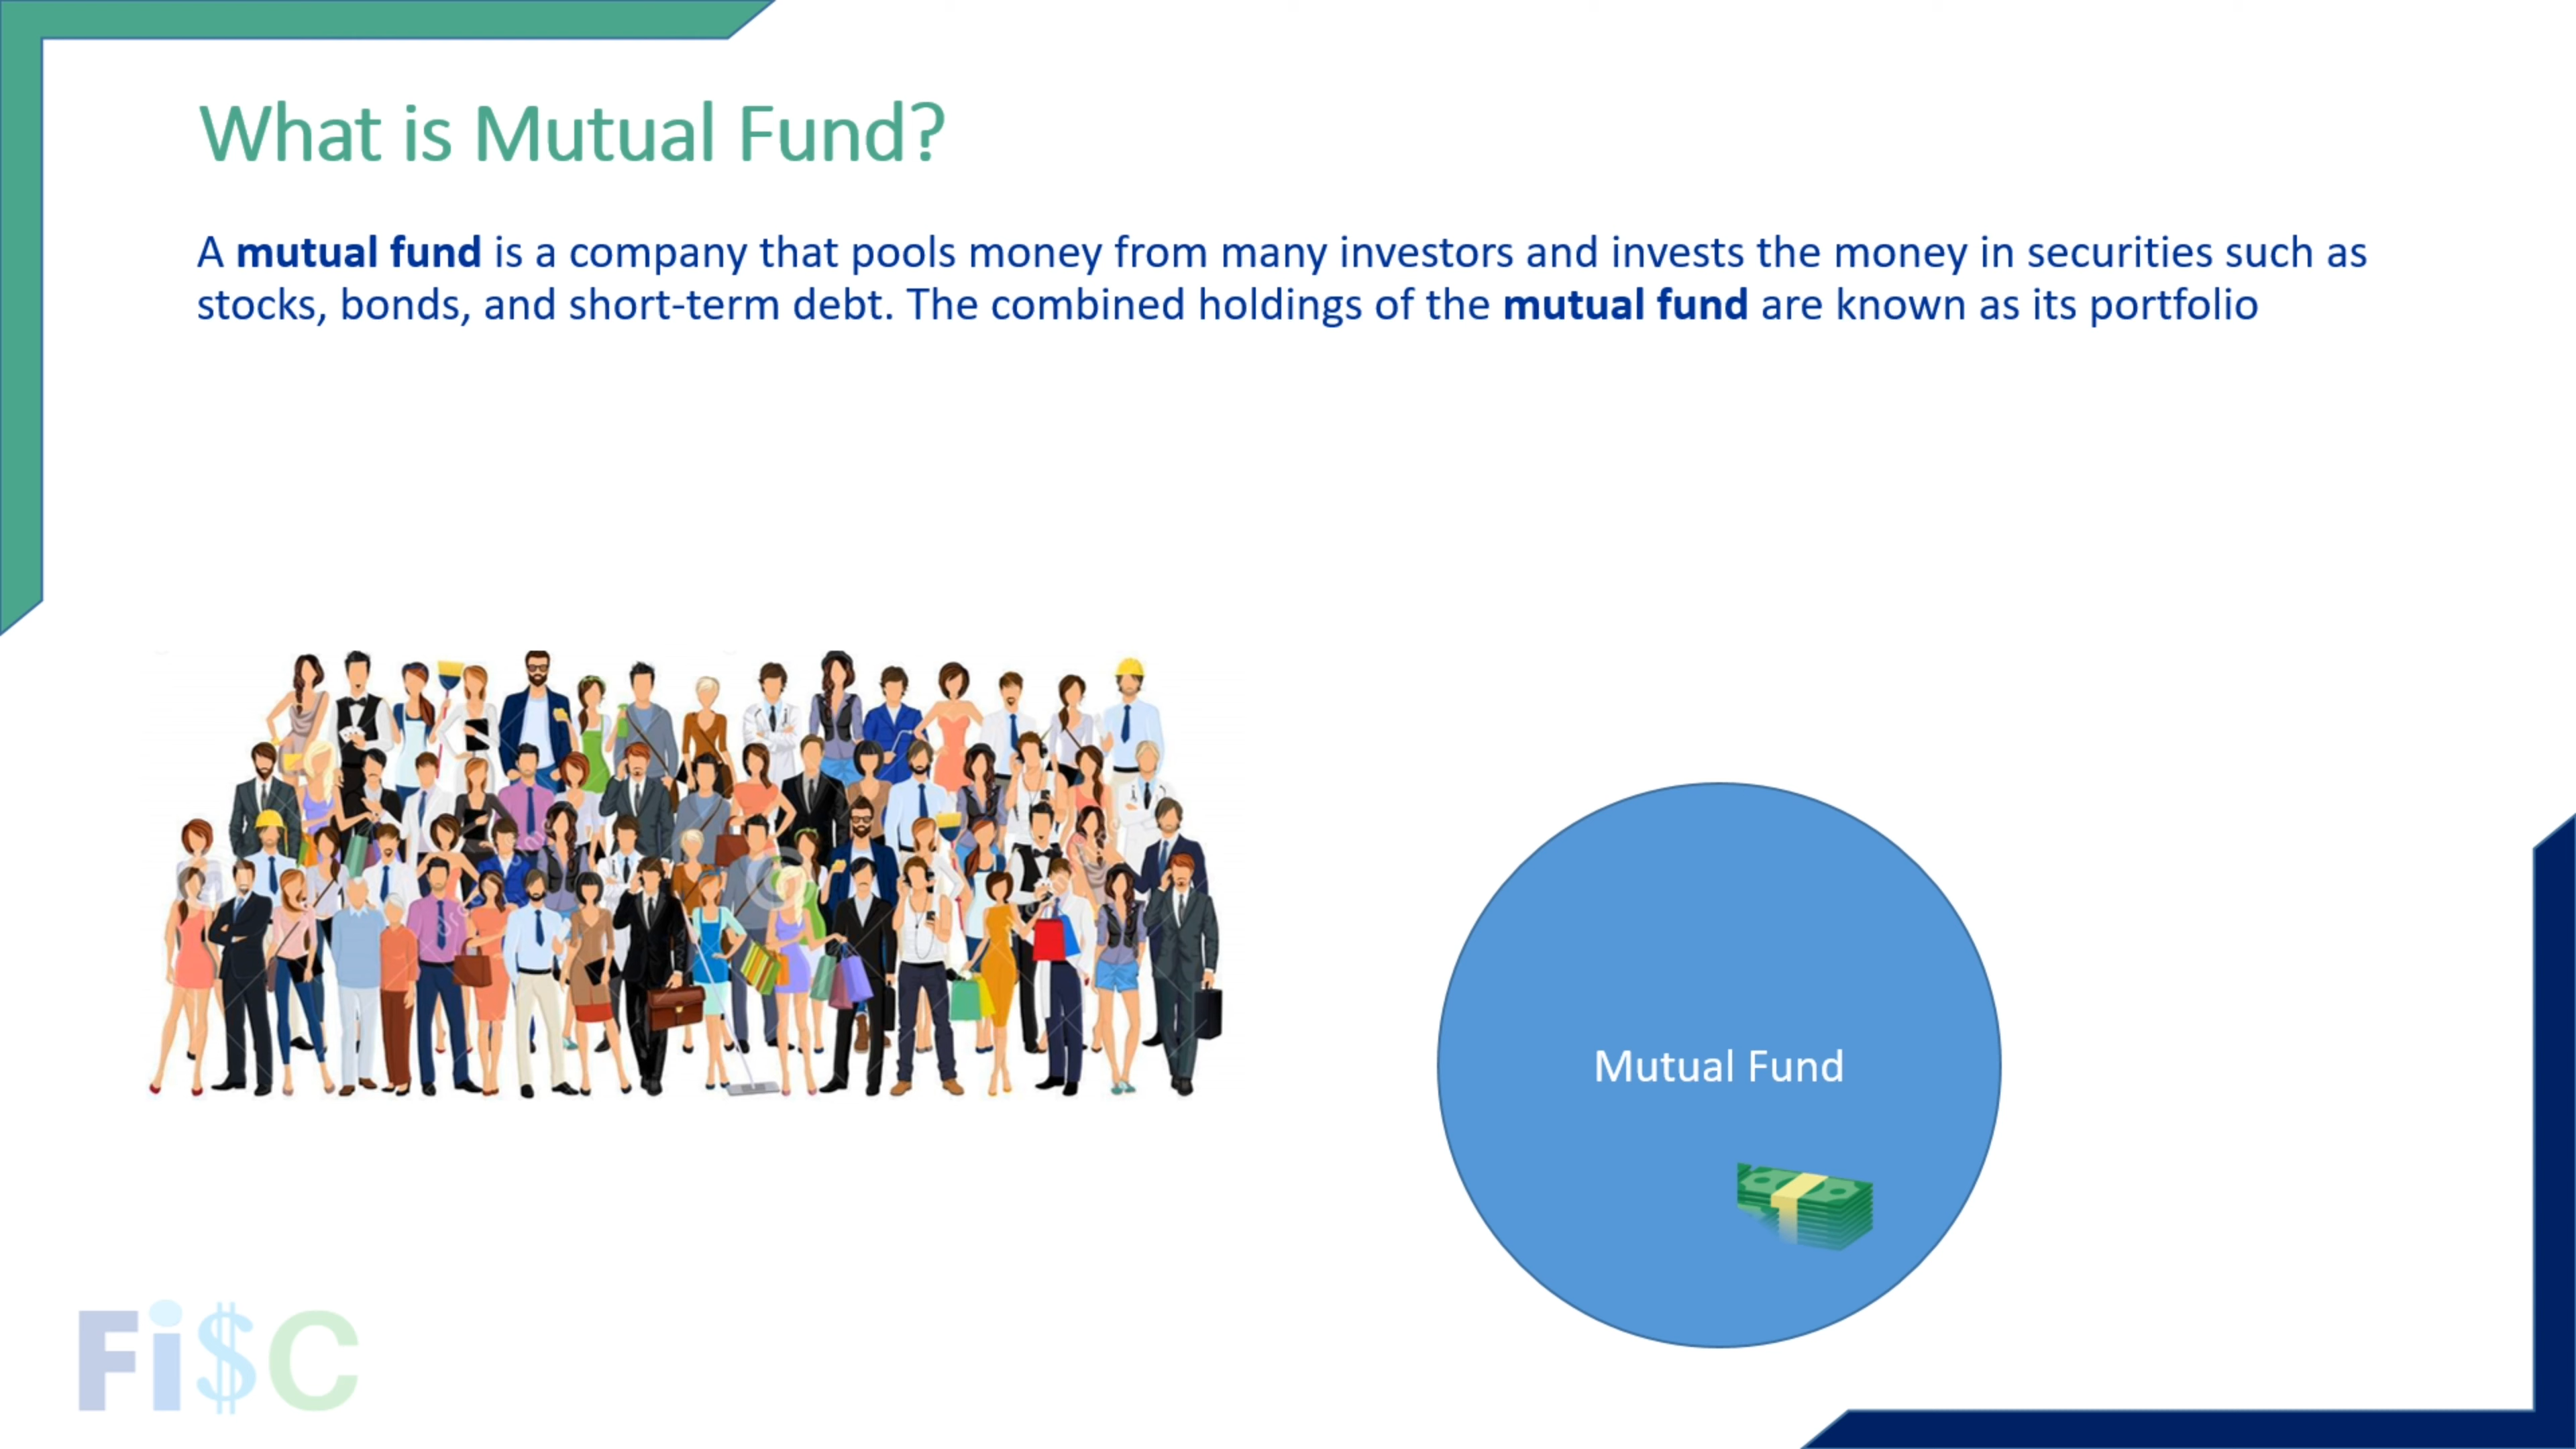 What is Mutual Fund?
A mutual fund is a company that pools money from many investors and invests the money in securities such as
stocks, bonds, and short-term debt. The combined holdings of the mutual fund are known as its portfolio
Mutual Fund
Fi$C